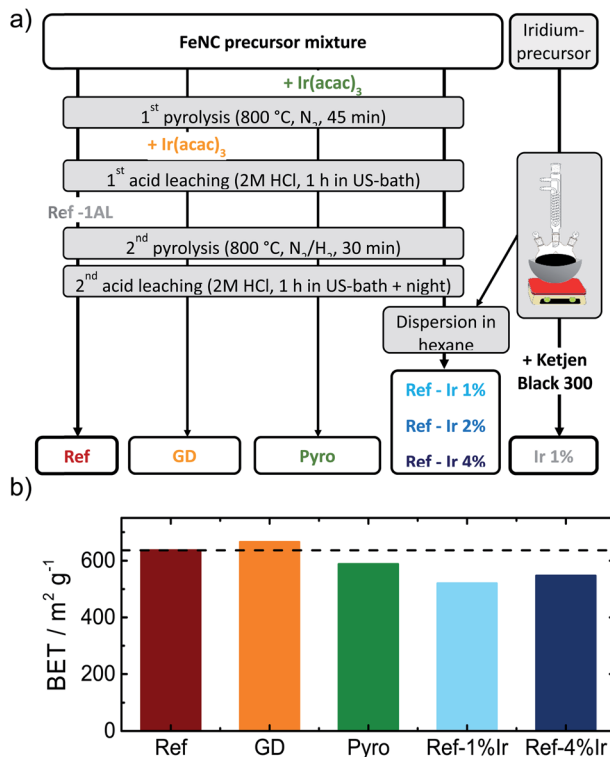 a)
FeNC precursor mixture
Iridium-
precursor
+ Ir(acac)3
1st pyrolysis (800 °C, N2, 45 min)
+ Ir(acac)3
1st acid leaching (2M HCl, 1 h in US-bath)
Ref -1AL
2nd pyrolysis (800 °C, N2/H2, 30 min)
2nd acid leaching (2M HCl, 1 h in US-bath + night)
Dispersion in
hexane
+ Ketjen
Black 300
Ref - Ir 1%
Ref - Ir 2%
Ref - Ir 4%
Ref
GD
Pyro
Ir 1%
b)
BET / m² g⁻¹
600
400
200
0
Ref
GD
Pyro
Ref-1%Ir
Ref-4%Ir